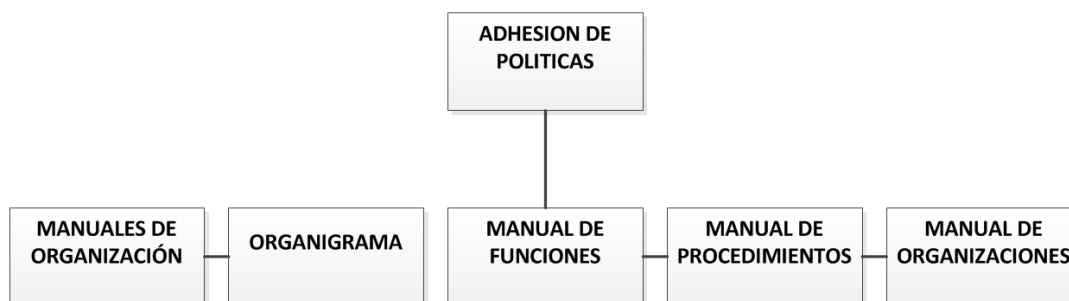 ADHESION DE
POLITICAS
MANUALES DE
ORGANIZACIÓN
ORGANIGRAMA
MANUAL DE
FUNCIONES
MANUAL DE
PROCEDIMIENTOS
MANUAL DE
ORGANIZACIONES